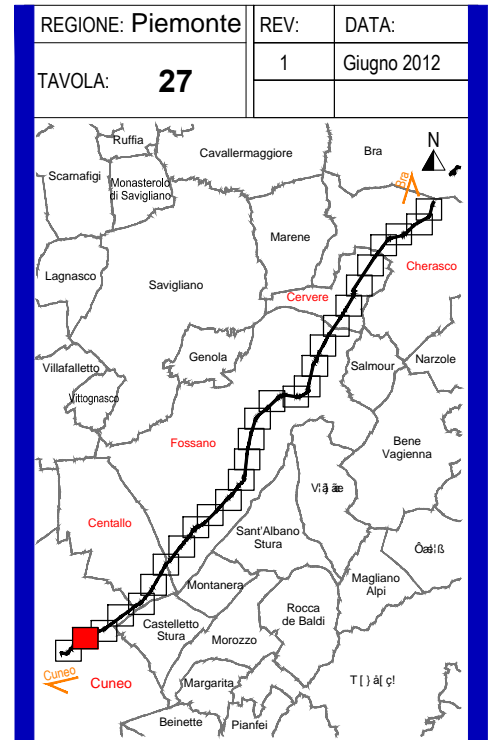 REGIONE: Piemonte
REV:
DATA:
TAVOLA: 27
1
Giugno 2012
Ruffia
Cavallermaggiore
Bra
N
Scarnafigi
Monasterolo
di Savigliano
Bra
Marene
Cherasco
Lagnasco
Savigliano
Cervere
Genola
Villafalletto
Salmour
Narzole
Vittognasco
Fossano
Bene
Vagienna
Centallo
Sant'Albano
Stura
Magliano
Alpi
Montanera
Rocca
de Baldi
Castelletto
Stura
Morozzo
Cuneo
Cuneo
Margarita
Beinette
Pianfei